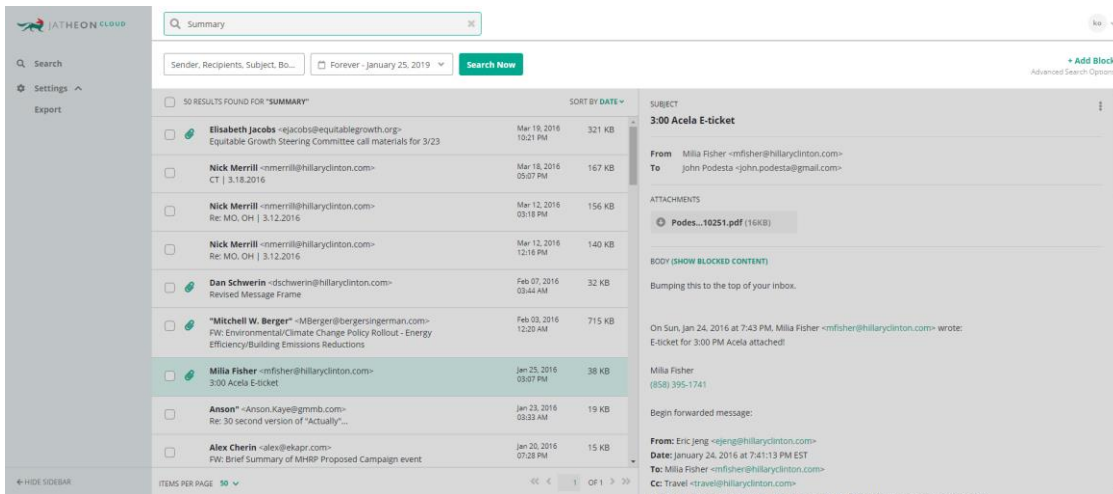 JATHEON CLOUD
Summary
ko
Search
Settings
Export
Sender, Recipients, Subject, Bo...
Forever - January 25, 2019
Search Now
+ Add Block
Advanced Search Options
50 RESULTS FOUND FOR "SUMMARY"
SORT BY DATE
Elisabeth Jacobs <ejacobs@equitablegrowth.org>
Equitable Growth Steering Committee call materials for 3/23
Mar 19, 2016
10:21 PM
321 KB
Nick Merrill <nmerrill@hillaryclinton.com>
CT | 3.18.2016
Mar 18, 2016
05:07 PM
167 KB
Nick Merrill <nmerrill@hillaryclinton.com>
Re: MO, OH | 3.12.2016
Mar 12, 2016
03:18 PM
156 KB
Nick Merrill <nmerrill@hillaryclinton.com>
Re: MO, OH | 3.12.2016
Mar 12, 2016
12:16 PM
140 KB
Dan Schwerin <dschwerin@hillaryclinton.com>
Revised Message Frame
Feb 07, 2016
03:44 AM
32 KB
"Mitchell W. Berger" <MBerger@bergersingerman.com>
FW: Environmental/Climate Change Policy Rollout - Energy
Efficiency/Building Emissions Reductions
Feb 03, 2016
12:20 AM
715 KB
Milia Fisher <mfisher@hillaryclinton.com>
3:00 Acela E-ticket
Jan 25, 2016
03:07 PM
38 KB
Anson" <Anson.Kaye@gmmb.com>
Re: 30 second version of "Actually"...
Jan 23, 2016
03:33 AM
19 KB
Alex Cherin <alex@ekapr.com>
FW: Brief Summary of MHRP Proposed Campaign event
Jan 20, 2016
07:28 PM
15 KB
HIDE SIDEBAR
ITEMS PER PAGE 50
1 OF 1
SUBJECT
3:00 Acela E-ticket
From Milia Fisher <mfisher@hillaryclinton.com>
To John Podesta <john.podesta@gmail.com>
ATTACHMENTS
Podes...10251.pdf (16KB)
BODY (SHOW BLOCKED CONTENT)
Bumping this to the top of your inbox.
On Sun, Jan 24, 2016 at 7:43 PM, Milia Fisher <mfisher@hillaryclinton.com> wrote:
E-ticket for 3:00 PM Acela attached!
Milia Fisher
(858) 395-1741
Begin forwarded message:
From: Eric Jeng <ejeng@hillaryclinton.com>
Date: January 24, 2016 at 7:41:13 PM EST
To: Milia Fisher <mfisher@hillaryclinton.com>
Cc: Travel <travel@hillaryclinton.com>